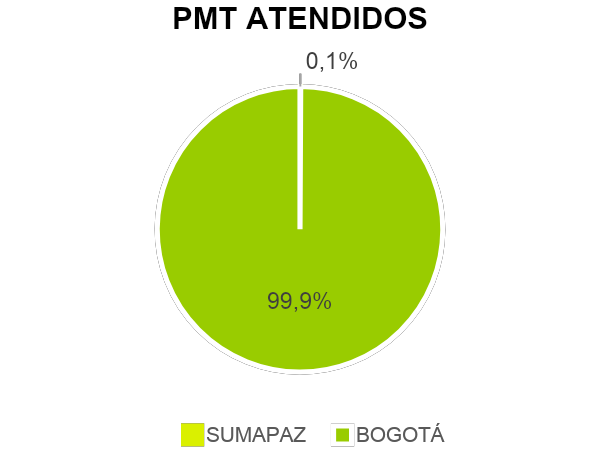 PMT ATENDIDOS
0,1%
99,9%
SUMAPAZ BOGOTÁ